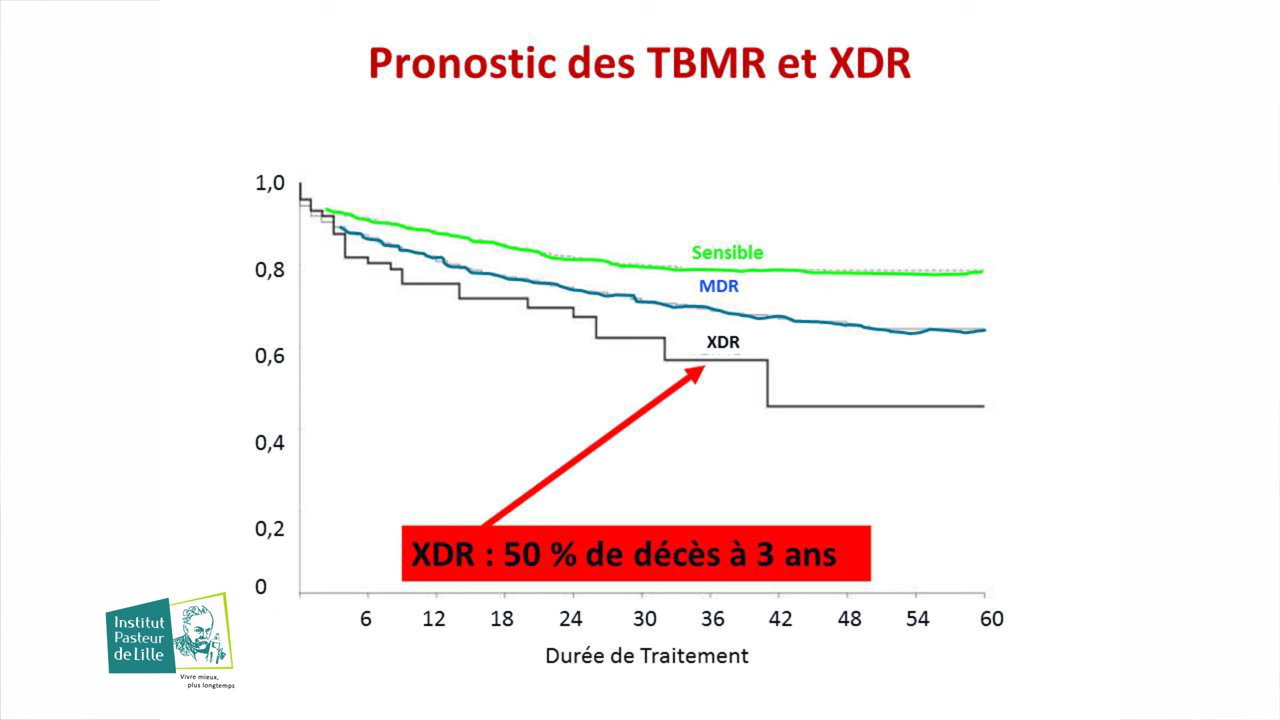 Pronostic des TBMR et XDR
1,0
0,8
0,6
0,4
0,2
0
Sensible
MDR
XDR
XDR : 50 % de décès à 3 ans
6 12 18 24 30 36 42 48 54 60
Durée de Traitement
Institut
Pasteur
de Lille
Vivre mieux,
plus longtemps